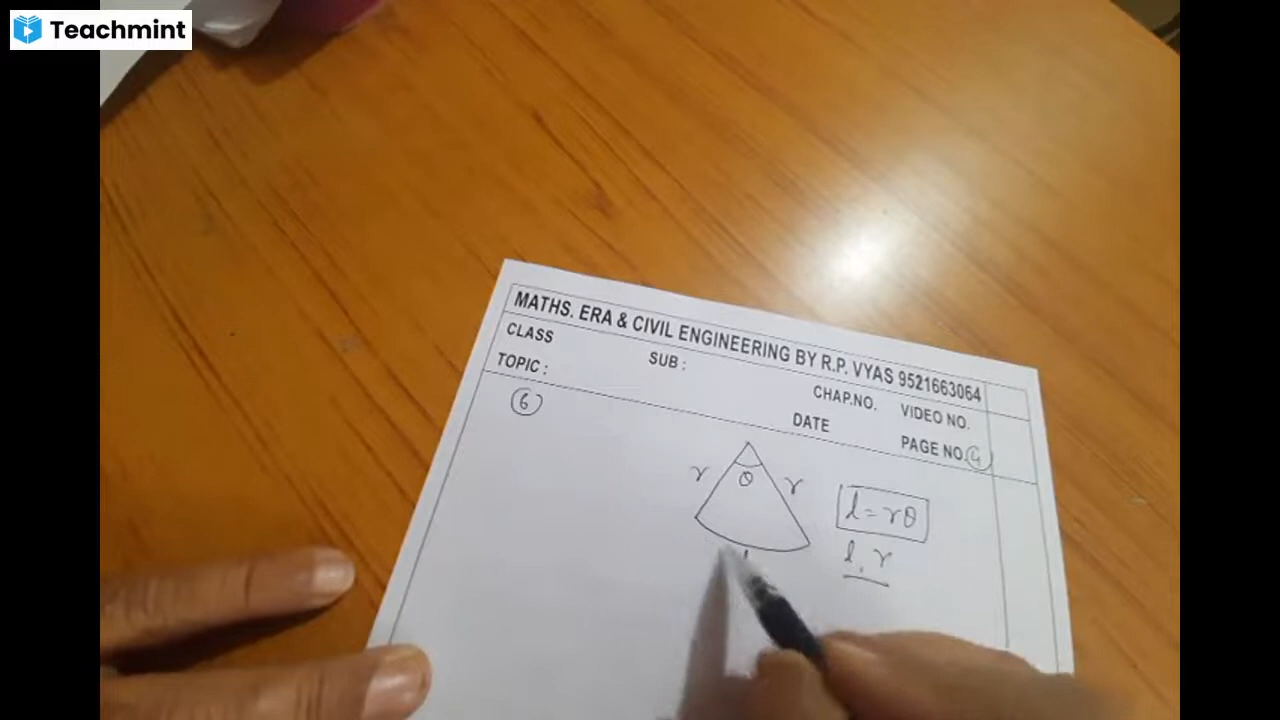 Teachmint
MATHS. ERA & CIVIL ENGINEERING BY R.P. VYAS 9521663064
CLASS SUB : CHAP.NO. VIDEO NO.
TOPIC : DATE PAGE NO. 4
6
r θ r
l = rθ
l, r